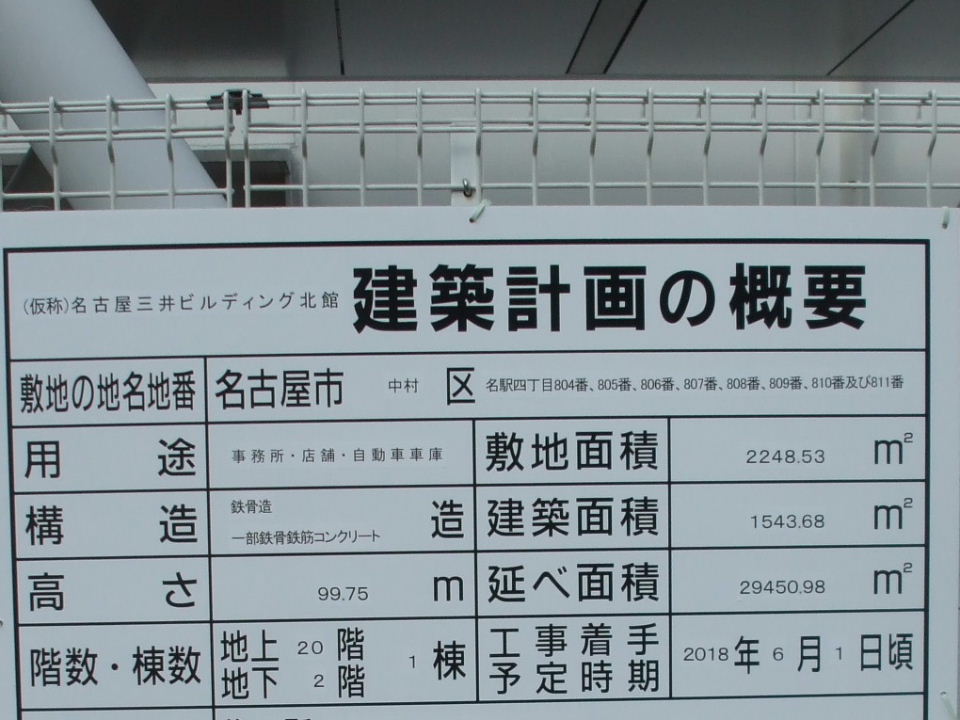 (仮称)名古屋三井ビルディング北館 建築計画の概要
敷地の地名地番 名古屋市 中村 区 名駅四丁目804番、805番、806番、807番、808番、809番、810番及び811番
用途 事務所・店舗・自動車車庫 敷地面積 2248.53 m²
構造 鉄骨造
一部鉄骨鉄筋コンクリート 造 建築面積 1543.68 m²
高さ 99.75 m 延べ面積 29450.98 m²
階数・棟数 地上 20 階
地下 2 階 1 棟 工事着手
予定時期 2018年 6 月 1 日頃